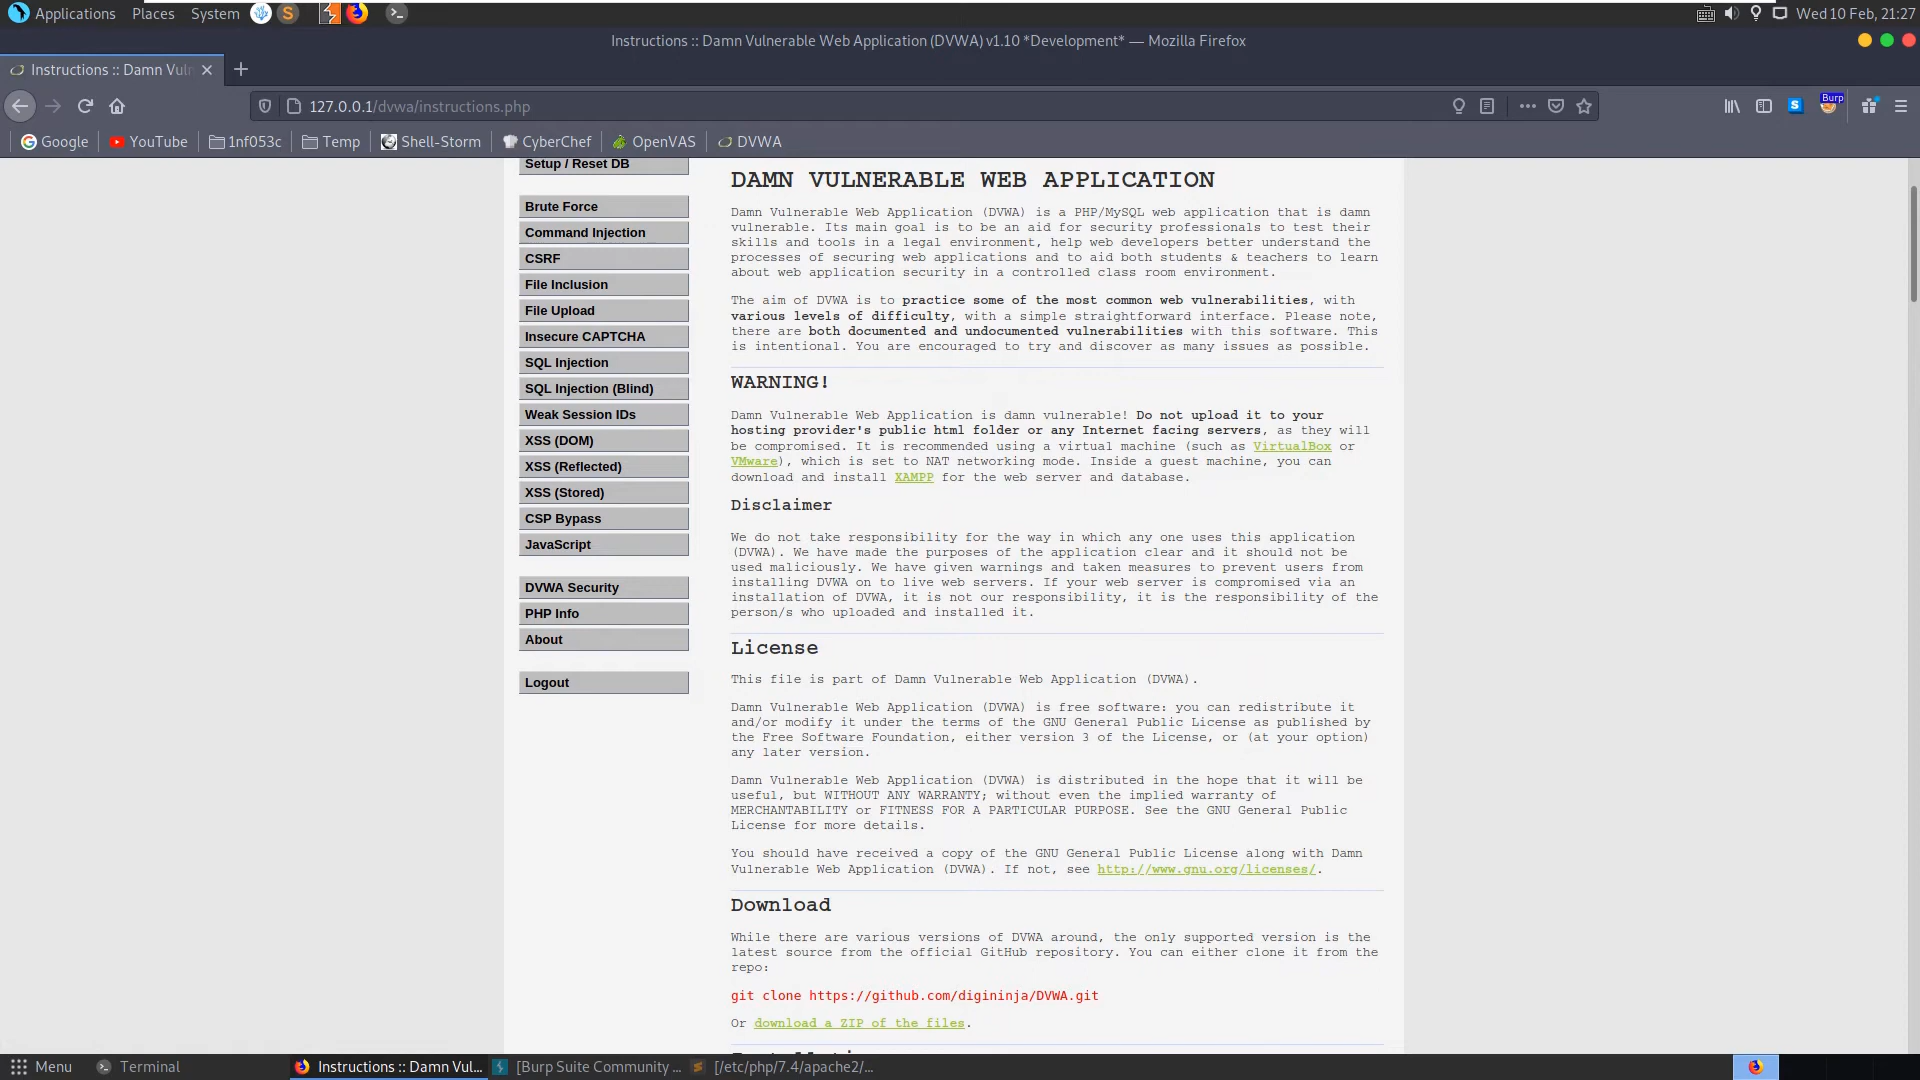 Applications Places System
Wed 10 Feb, 21:27
Instructions :: Damn Vulnerable Web Application (DVWA) v1.10 *Development* — Mozilla Firefox
Instructions :: Damn Vuln
127.0.0.1/dvwa/instructions.php
Burp
Google YouTube 1nf053c Temp Shell-Storm CyberChef OpenVAS DVWA
Setup / Reset DB
Brute Force
Command Injection
CSRF
File Inclusion
File Upload
Insecure CAPTCHA
SQL Injection
SQL Injection (Blind)
Weak Session IDs
XSS (DOM)
XSS (Reflected)
XSS (Stored)
CSP Bypass
JavaScript
DVWA Security
PHP Info
About
Logout
DAMN VULNERABLE WEB APPLICATION
Damn Vulnerable Web Application (DVWA) is a PHP/MySQL web application that is damn
vulnerable. Its main goal is to be an aid for security professionals to test their
skills and tools in a legal environment, help web developers better understand the
processes of securing web applications and to aid both students & teachers to learn
about web application security in a controlled class room environment.
The aim of DVWA is to practice some of the most common web vulnerabilities, with
various levels of difficulty, with a simple straightforward interface. Please note,
there are both documented and undocumented vulnerabilities with this software. This
is intentional. You are encouraged to try and discover as many issues as possible.
WARNING!
Damn Vulnerable Web Application is damn vulnerable! Do not upload it to your
hosting provider's public html folder or any Internet facing servers, as they will
be compromised. It is recommended using a virtual machine (such as VirtualBox or
VMware), which is set to NAT networking mode. Inside a guest machine, you can
download and install XAMPP for the web server and database.
Disclaimer
We do not take responsibility for the way in which any one uses this application
(DVWA). We have made the purposes of the application clear and it should not be
used maliciously. We have given warnings and taken measures to prevent users from
installing DVWA on to live web servers. If your web server is compromised via an
installation of DVWA, it is not our responsibility, it is the responsibility of the
person/s who uploaded and installed it.
License
This file is part of Damn Vulnerable Web Application (DVWA).
Damn Vulnerable Web Application (DVWA) is free software: you can redistribute it
and/or modify it under the terms of the GNU General Public License as published by
the Free Software Foundation, either version 3 of the License, or (at your option)
any later version.
Damn Vulnerable Web Application (DVWA) is distributed in the hope that it will be
useful, but WITHOUT ANY WARRANTY; without even the implied warranty of
MERCHANTABILITY or FITNESS FOR A PARTICULAR PURPOSE. See the GNU General Public
License for more details.
You should have received a copy of the GNU General Public License along with Damn
Vulnerable Web Application (DVWA). If not, see http://www.gnu.org/licenses/.
Download
While there are various versions of DVWA around, the only supported version is the
latest source from the official GitHub repository. You can either clone it from the
repo:
git clone https://github.com/digininja/DVWA.git
Or download a ZIP of the files.
Menu Terminal Instructions :: Damn Vul... [Burp Suite Community ... [/etc/php/7.4/apache2/...